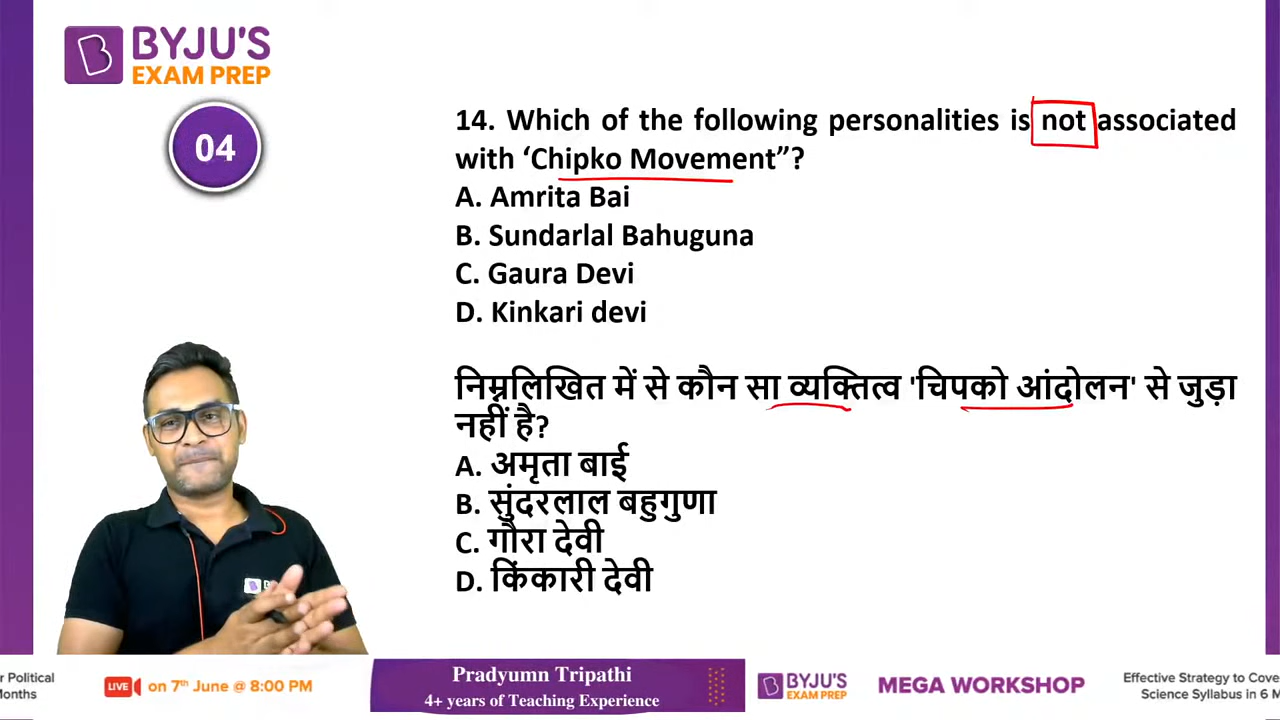 BYJU'S
EXAM PREP
04
14. Which of the following personalities is not associated
with ‘Chipko Movement”?
A. Amrita Bai
B. Sundarlal Bahuguna
C. Gaura Devi
D. Kinkari devi
निम्नलिखित में से कौन सा व्यक्तित्व 'चिपको आंदोलन' से जुड़ा
नहीं है?
A. अमृता बाई
B. सुंदरलाल बहुगुणा
C. गौरा देवी
D. किंकारी देवी
r Political
Months
LIVE on 7th June @ 8:00 PM
Pradyumn Tripathi
4+ years of Teaching Experience
BYJU'S
EXAM PREP
MEGA WORKSHOP
Effective Strategy to Cove
Science Syllabus in 6 M